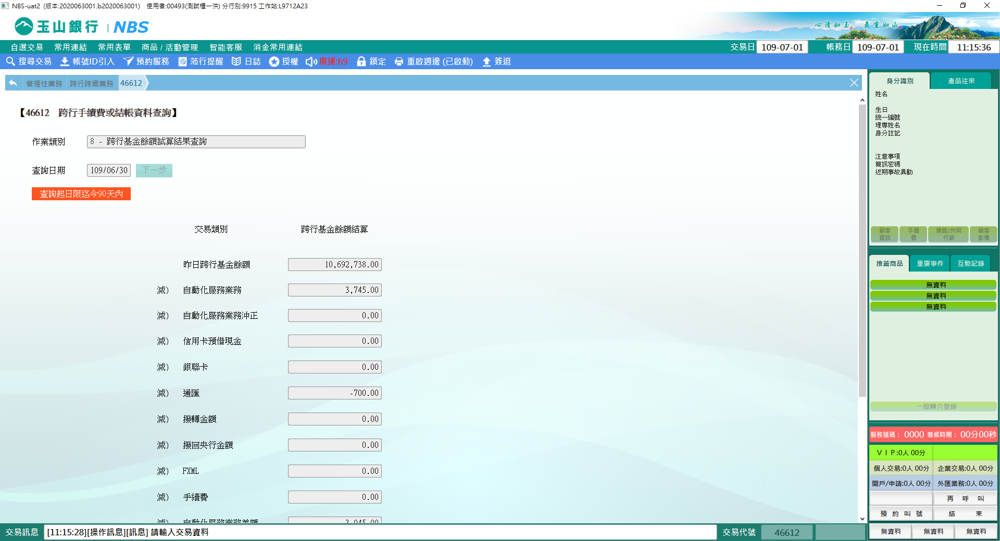 NBS-uat2 (版本:2020063001.b2020063001) 使用者:00493(測試櫃一洪) 分行別:9915 工作站:L9712A23
玉山銀行 | NBS
心清如玉, 義重如山
自選交易 常用連結 常用表單 商品 / 活動管理 智能客服 消金常用連結 交易日 109-07-01 帳務日 109-07-01 現在時間 11:15:36
搜尋交易 帳號ID引入 預約服務 蒞行提醒 日誌 授權 廣播:69 鎖定 重啟週邊 (已啟動) 簽退
管理性業務 跨行跨國業務 46612
【46612 跨行手續費或結帳資料查詢】
作業類別 8 - 跨行基金餘額試算結果查詢
查詢日期 109/06/30 下一步
查詢起日限迄今90天內
交易類別 跨行基金餘額結算
昨日跨行基金餘額 10,692,738.00
減) 自動化服務業務 3,745.00
減) 自動化服務業務沖正 0.00
減) 信用卡預借現金 0.00
減) 銀聯卡 0.00
減) 通匯 -700.00
減) 撥轉金額 0.00
減) 撥回央行金額 0.00
減) FXML 0.00
減) 手續費 0.00
減) 自動化服務業務差額 3,045.00
身分識別 產品往來
姓名
生日
統一編號
理專姓名
身分註記
注意事項
簡訊密碼
近期事故異動
顧客資訊 手續費 通路/共同行銷 顧客影像
推薦商品 重要事件 互動記錄
無資料
無資料
無資料
一般轉介登錄
服務號碼: 0000 等候時間: 00分00秒
VIP:0人 00分
個人交易:0人 00分 企業交易:0人 00分
開戶/申請:0人 00分 外匯業務:0人 00分
再 呼 叫
預 約 叫 號 結 束
無資料 無資料 無資料
交易訊息 [11:15:28][操作訊息][訊息] 請輸入交易資料 交易代號 46612